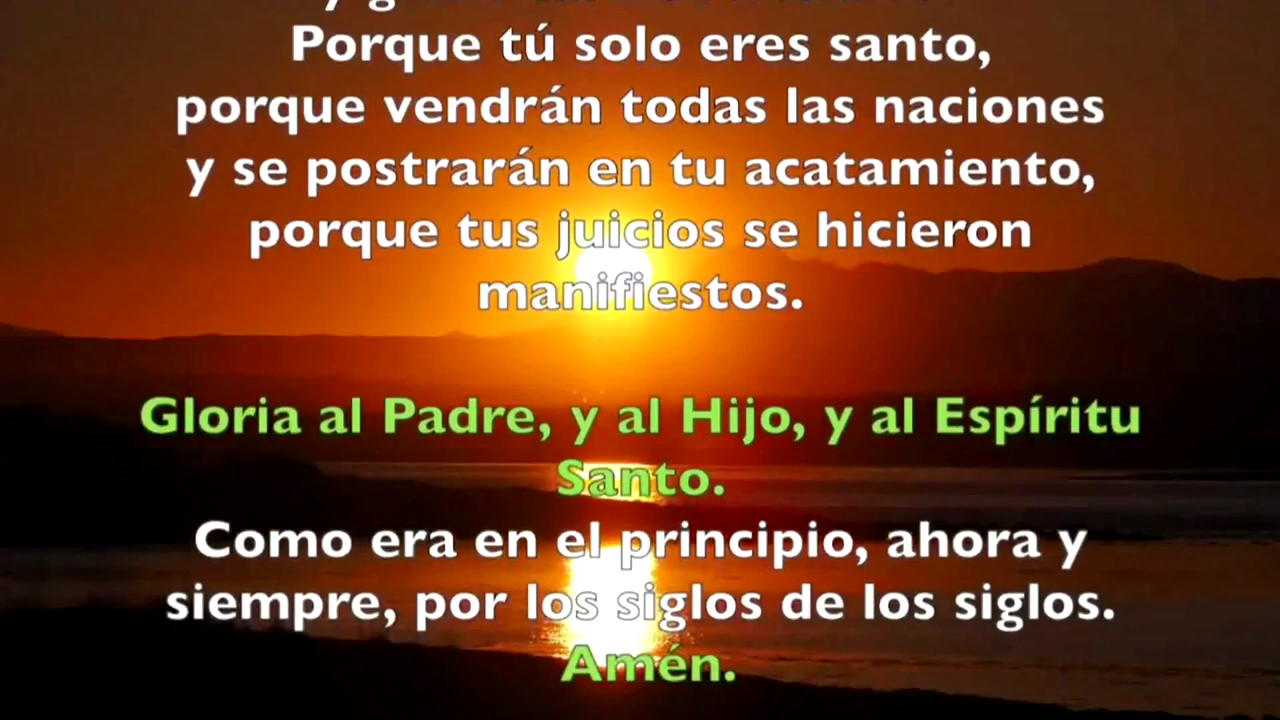 Porque tú solo eres santo,
porque vendrán todas las naciones
y se postrarán en tu acatamiento,
porque tus juicios se hicieron
manifiestos.
Gloria al Padre, y al Hijo, y al Espíritu
Santo.
Como era en el principio, ahora y
siempre, por los siglos de los siglos.
Amén.